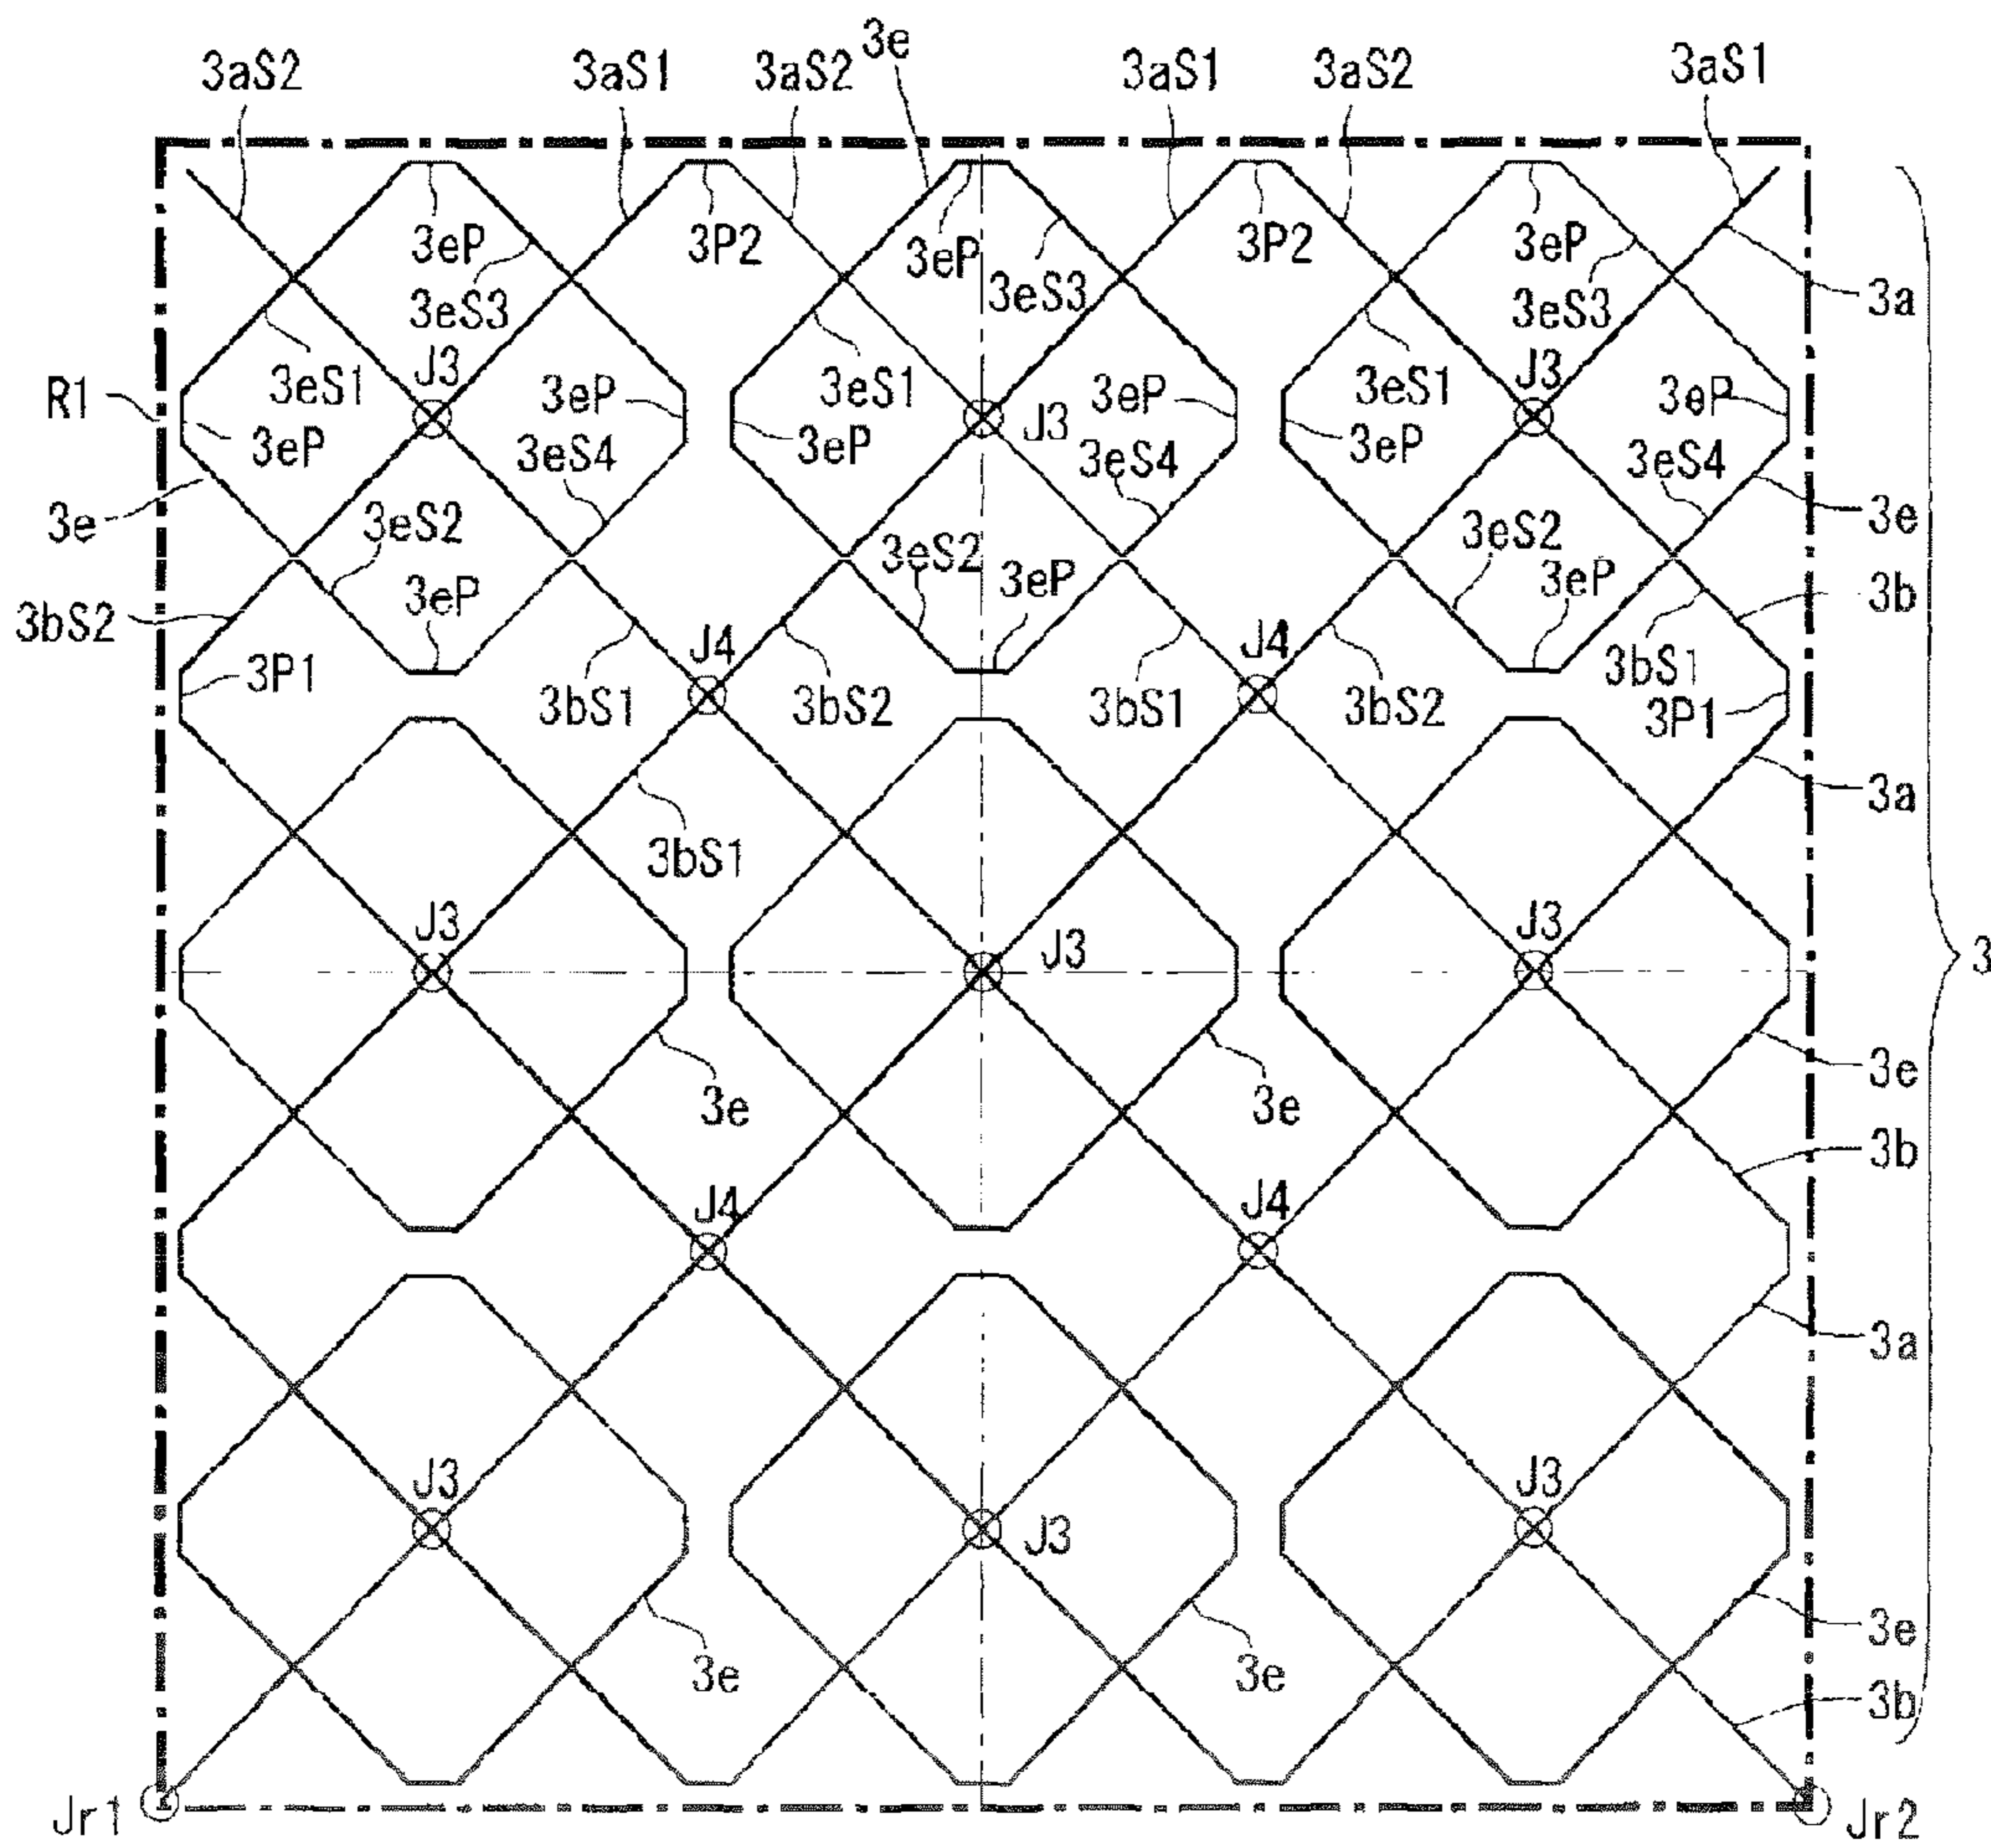 3e
3aS2 3aS1 3aS2 3aS1 3aS2 3aS1
3eP 3P2 3eP 3P2 3eP
3eS3 3eS3 3eS3 3a
J3 J3
R1 3eS1 3eP 3eS1 3eP 3eS1 3eP
3eP 3eP J3 3eP
3eS4 3eS4 3eS4
3e 3eS2 3eS2 3eS2 3e
3bS2 3eP 3eP 3eP 3b
J4 J4
3P1 3bS1 3bS2 3bS1 3bS2 3bS1
3P1
3a
3bS1
J3 J3 J3 3
3e 3e 3e
3b
J4 J4
3a
J3 J3 J3
3e 3e 3e
3b
Jr1 Jr2